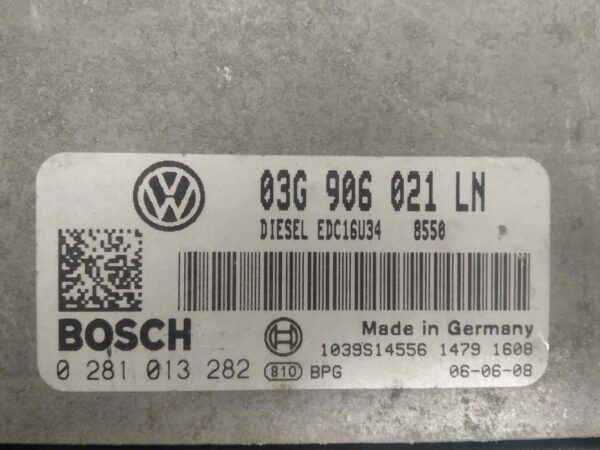 03G 906 021 LN
DIESEL EDC16U34 8550
BOSCH
Made in Germany
1039S14556 1479 1608
0 281 013 282 810 BPG 06-06-08